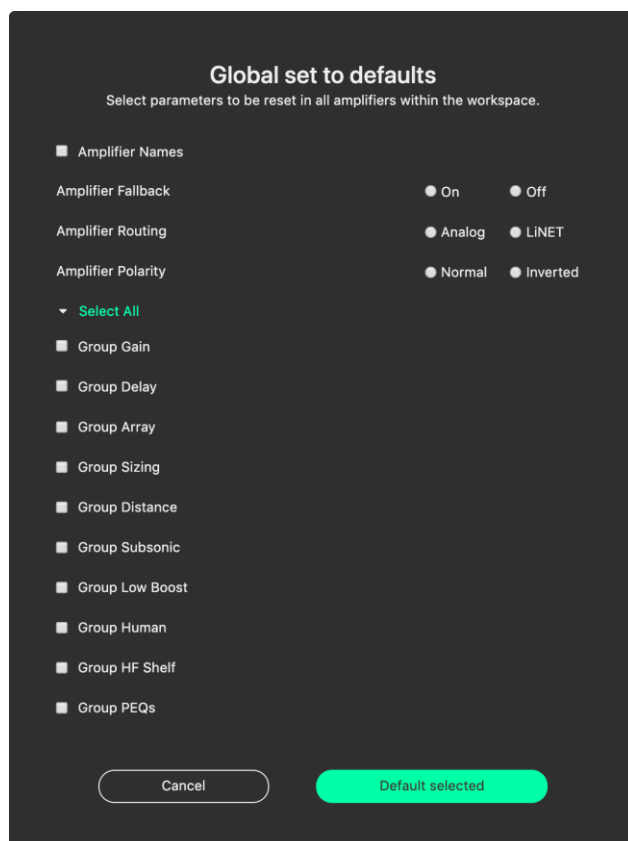 Global set to defaults
Select parameters to be reset in all amplifiers within the workspace.
Amplifier Names
Amplifier Fallback On Off
Amplifier Routing Analog LiNET
Amplifier Polarity Normal Inverted
Select All
Group Gain
Group Delay
Group Array
Group Sizing
Group Distance
Group Subsonic
Group Low Boost
Group Human
Group HF Shelf
Group PEQs
Cancel Default selected